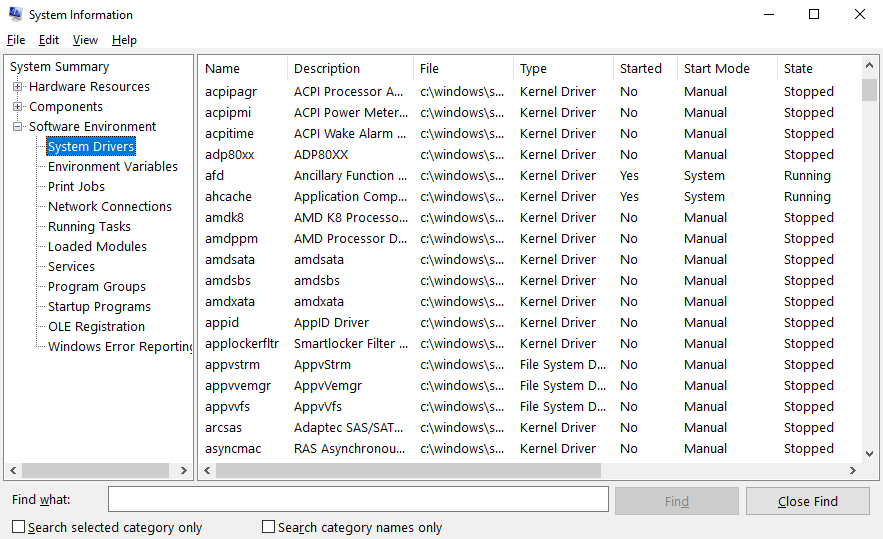 System Information
File Edit View Help
System Summary
Hardware Resources
Components
Software Environment
System Drivers
Environment Variables
Print Jobs
Network Connections
Running Tasks
Loaded Modules
Services
Program Groups
Startup Programs
OLE Registration
Windows Error Reporting
Name Description File Type Started Start Mode State
acpipagr ACPI Processor A... c:\windows\s... Kernel Driver No Manual Stopped
acpipmi ACPI Power Meter... c:\windows\s... Kernel Driver No Manual Stopped
acpitime ACPI Wake Alarm ... c:\windows\s... Kernel Driver No Manual Stopped
adp80xx ADP80XX c:\windows\s... Kernel Driver No Manual Stopped
afd Ancillary Function ... c:\windows\s... Kernel Driver Yes System Running
ahcache Application Comp... c:\windows\s... Kernel Driver Yes System Running
amdk8 AMD K8 Processo... c:\windows\s... Kernel Driver No Manual Stopped
amdppm AMD Processor D... c:\windows\s... Kernel Driver No Manual Stopped
amdsata amdsata c:\windows\s... Kernel Driver No Manual Stopped
amdsbs amdsbs c:\windows\s... Kernel Driver No Manual Stopped
amdxata amdxata c:\windows\s... Kernel Driver No Manual Stopped
appid AppID Driver c:\windows\s... Kernel Driver No Manual Stopped
applockerfltr Smartlocker Filter ... c:\windows\s... Kernel Driver No Manual Stopped
appvstrm AppvStrm c:\windows\s... File System D... No Manual Stopped
appvvemgr AppvVemgr c:\windows\s... File System D... No Manual Stopped
appvvfs AppvVfs c:\windows\s... File System D... No Manual Stopped
arcsas Adaptec SAS/SAT... c:\windows\s... Kernel Driver No Manual Stopped
asyncmac RAS Asynchronou... c:\windows\s... Kernel Driver No Manual Stopped
Find what: Find Close Find
Search selected category only Search category names only